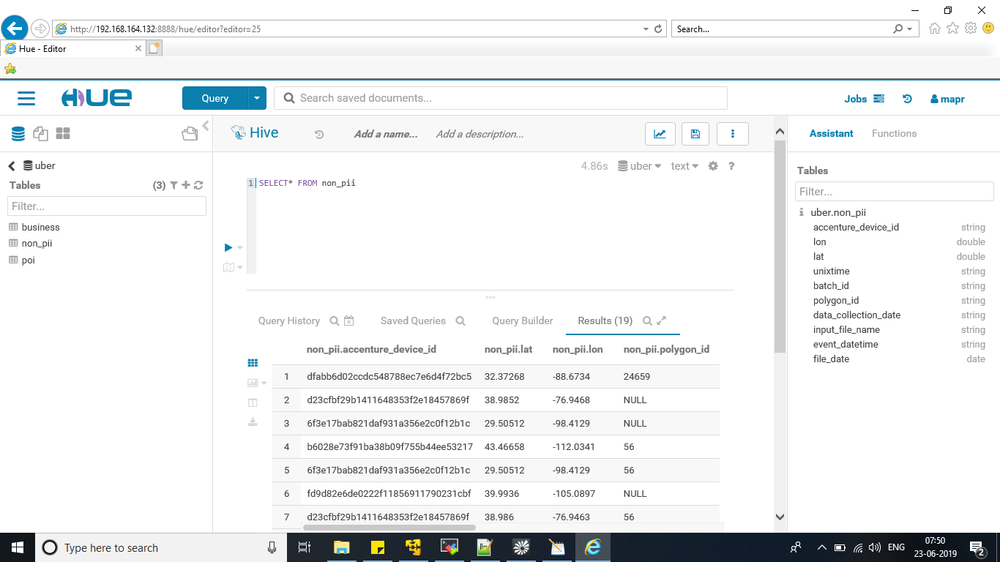 http://192.168.164.132:8888/hue/editor?editor=25
Search...
Hue - Editor
HUE
Query
Search saved documents...
Jobs
mapr
Hive
Add a name...
Add a description...
Assistant
Functions
uber
Tables
(3)
Filter...
business
non_pii
poi
4.86s
uber
text
?
1
SELECT* FROM non_pii
Query History
Saved Queries
Query Builder
Results (19)
non_pii.accenture_device_id non_pii.lat non_pii.lon non_pii.polygon_id
1 dfabb6d02ccdc548788ec7e6d4f72bc5 32.37268 -88.6734 24659
2 d23cfbf29b1411648353f2e18457869f 38.9852 -76.9468 NULL
3 6f3e17bab821daf931a356e2c0f12b1c 29.50512 -98.4129 NULL
4 b6028e73f91ba38b09f755b44ee53217 43.46658 -112.0341 56
5 6f3e17bab821daf931a356e2c0f12b1c 29.50512 -98.4129 56
6 fd9d82e6de0222f11856911790231cbf 39.9936 -105.0897 NULL
7 d23cfbf29b1411648353f2e18457869f 38.986 -76.9463 56
Tables
Filter...
uber.non_pii
accenture_device_id string
lon double
lat double
unixtime string
batch_id string
polygon_id string
data_collection_date string
input_file_name string
event_datetime string
file_date date
Type here to search
ENG
07:50
23-06-2019
2